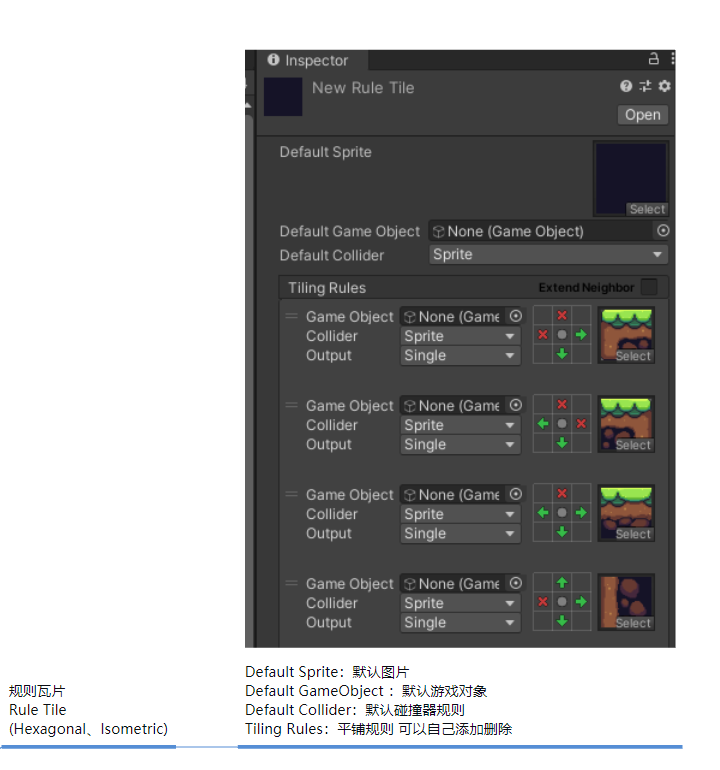 Inspector
New Rule Tile
Open
Default Sprite
Select
Default Game Object None (Game Object)
Default Collider Sprite
Tiling Rules Extend Neighbor
Game Object None (Game
Collider Sprite
Output Single Select
Game Object None (Game
Collider Sprite
Output Single Select
Game Object None (Game
Collider Sprite
Output Single Select
Game Object None (Game
Collider Sprite
Output Single Select
规则瓦片
Rule Tile
(Hexagonal、Isometric)
Default Sprite：默认图片
Default GameObject ：默认游戏对象
Default Collider：默认碰撞器规则
Tiling Rules：平铺规则 可以自己添加删除